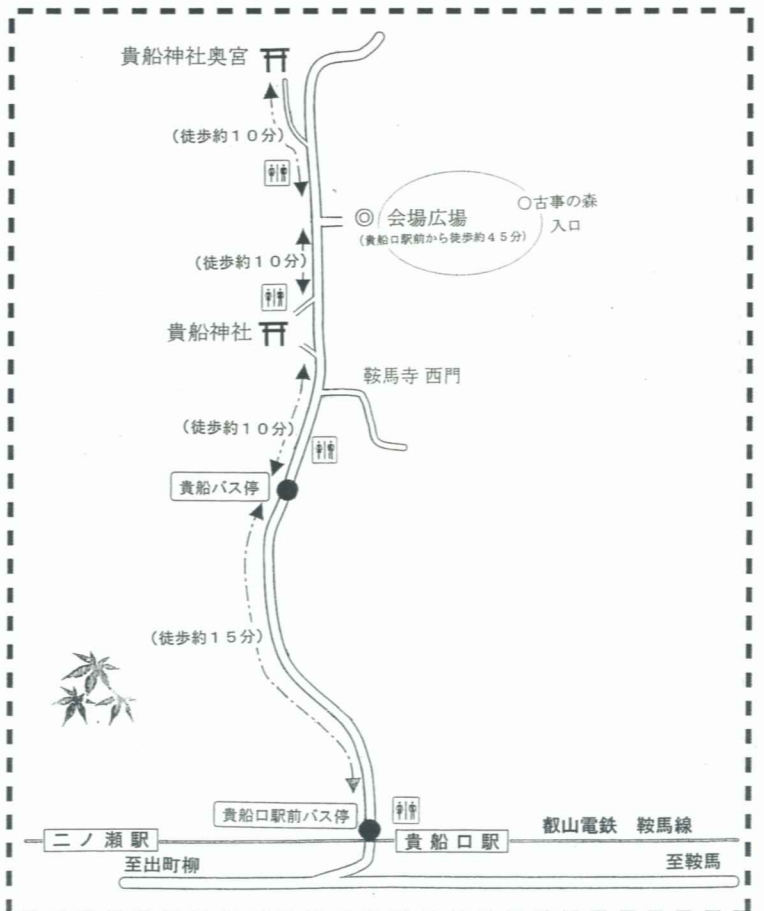 貴船神社奥宮
(徒歩約10分)
◎ 会場広場
(貴船口駅前から徒歩約45分)
○古事の森
入口
(徒歩約10分)
貴船神社
鞍馬寺 西門
(徒歩約10分)
貴船バス停
(徒歩約15分)
貴船口駅前バス停
叡山電鉄 鞍馬線
二ノ瀬駅
貴船口駅
至出町柳
至鞍馬